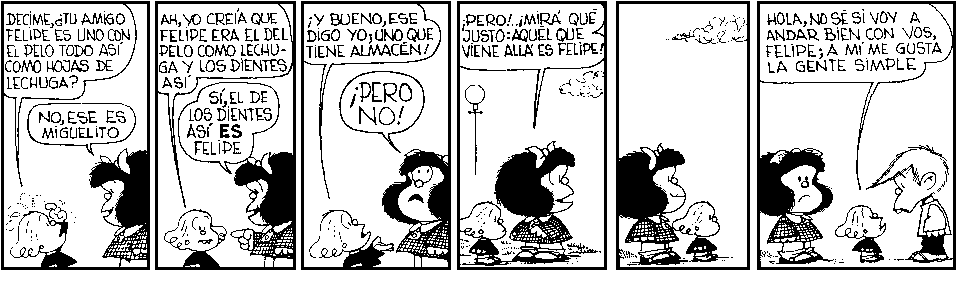 DECÍME, ¿TU AMIGO
FELIPE ES UNO CON
EL PELO TODO ASÍ
COMO HOJAS DE
LECHUGA?
NO, ESE ES
MIGUELITO
AH, YO CREÍA QUE
FELIPE ERA EL DEL
PELO COMO LECHU-
GA Y LOS DIENTES
ASÍ
SÍ, EL DE
LOS DIENTES
ASÍ ES
FELIPE
¡Y BUENO, ESE
DIGO YO; UNO QUE
TIENE ALMACÉN!
¡PERO
NO!
¡PERO!..¡MIRÁ QUÉ
JUSTO: AQUEL QUE
VIENE ALLÁ ES FELIPE!
HOLA, NO SÉ SI VOY A
ANDAR BIEN CON VOS,
FELIPE; A MÍ ME GUSTA
LA GENTE SIMPLE